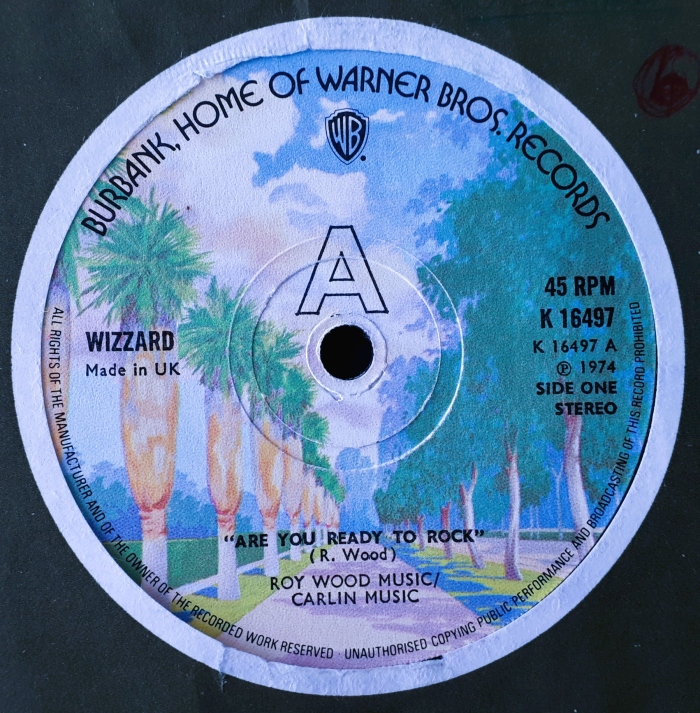 BURBANK, HOME OF WARNER BROS. RECORDS
WB
A
45 RPM
K 16497
K 16497 A
℗ 1974
SIDE ONE
STEREO
WIZZARD
Made in UK
"ARE YOU READY TO ROCK"
(R. Wood)
ROY WOOD MUSIC/
CARLIN MUSIC
ALL RIGHTS OF THE MANUFACTURER AND OF THE OWNER OF THE RECORDED WORK RESERVED · UNAUTHORISED COPYING PUBLIC PERFORMANCE AND BROADCASTING OF THIS RECORD PROHIBITED